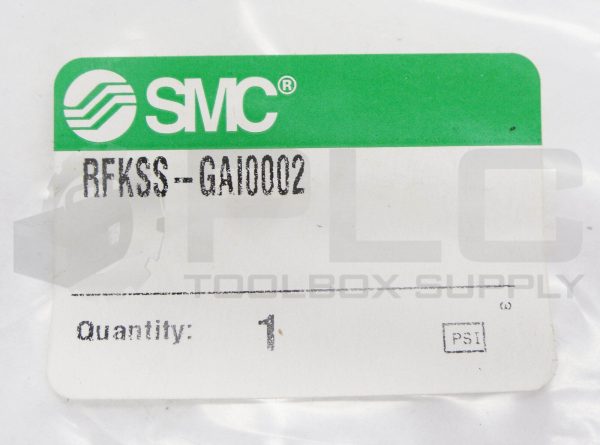 SMC®
RFKSS-GAI0002
PLC
TOOLBOX SUPPLY
Quantity: 1
ω
PSI